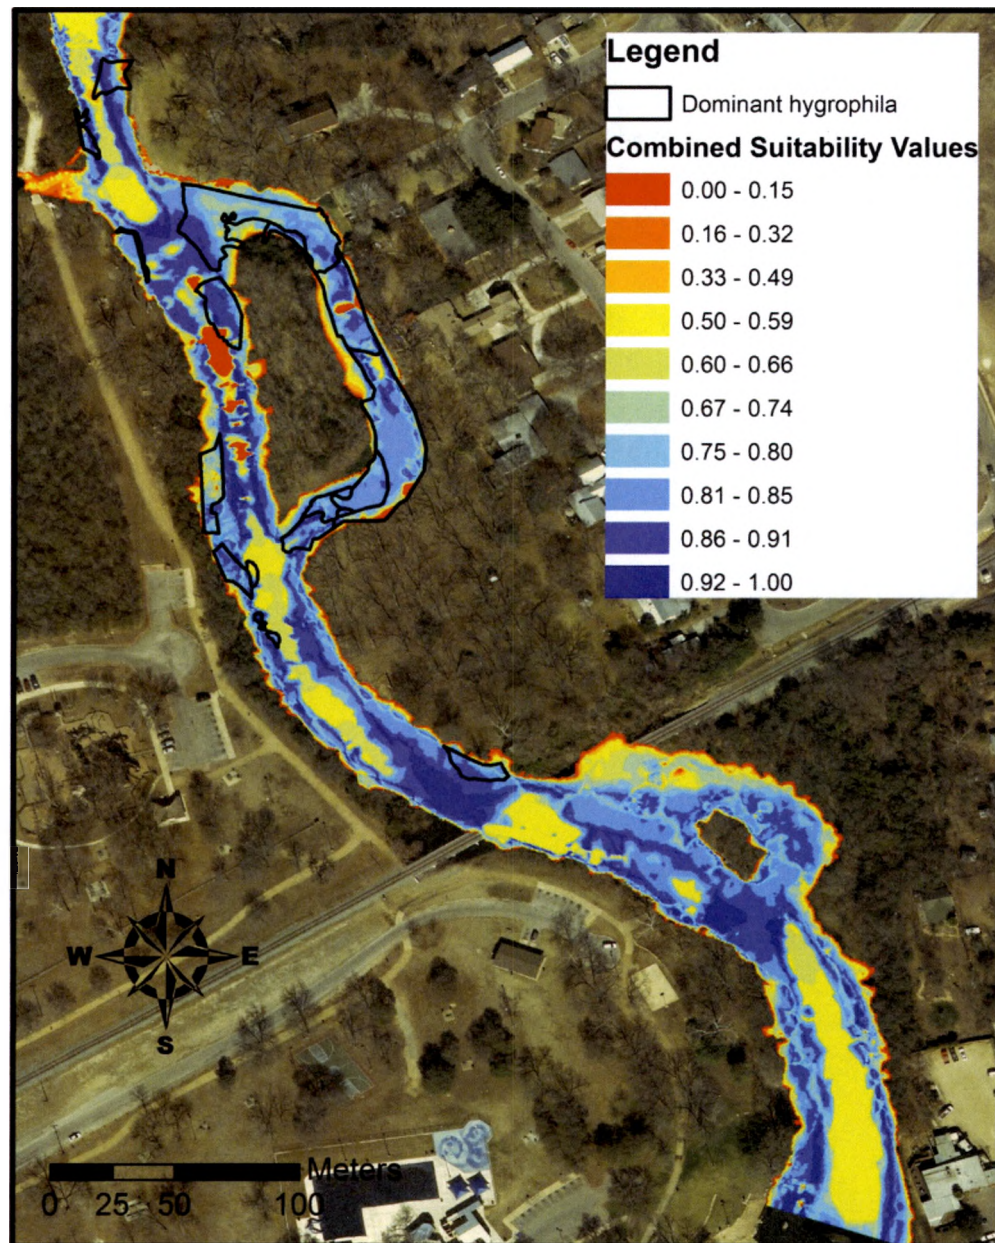 Legend
Dominant hygrophila
Combined Suitability Values
0.00 - 0.15
0.16 - 0.32
0.33 - 0.49
0.50 - 0.59
0.60 - 0.66
0.67 - 0.74
0.75 - 0.80
0.81 - 0.85
0.86 - 0.91
0.92 - 1.00
N
W E
S
Meters
0 25 50 100